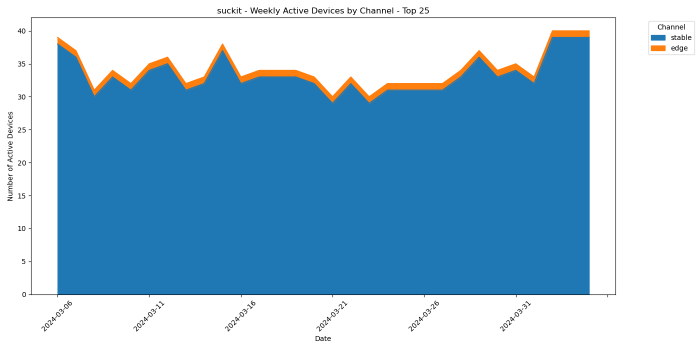 suckit - Weekly Active Devices by Channel - Top 25
Channel
stable
edge
Number of Active Devices
40
35
30
25
20
15
10
5
0
2024-03-06
2024-03-11
2024-03-16
2024-03-21
2024-03-26
2024-03-31
Date